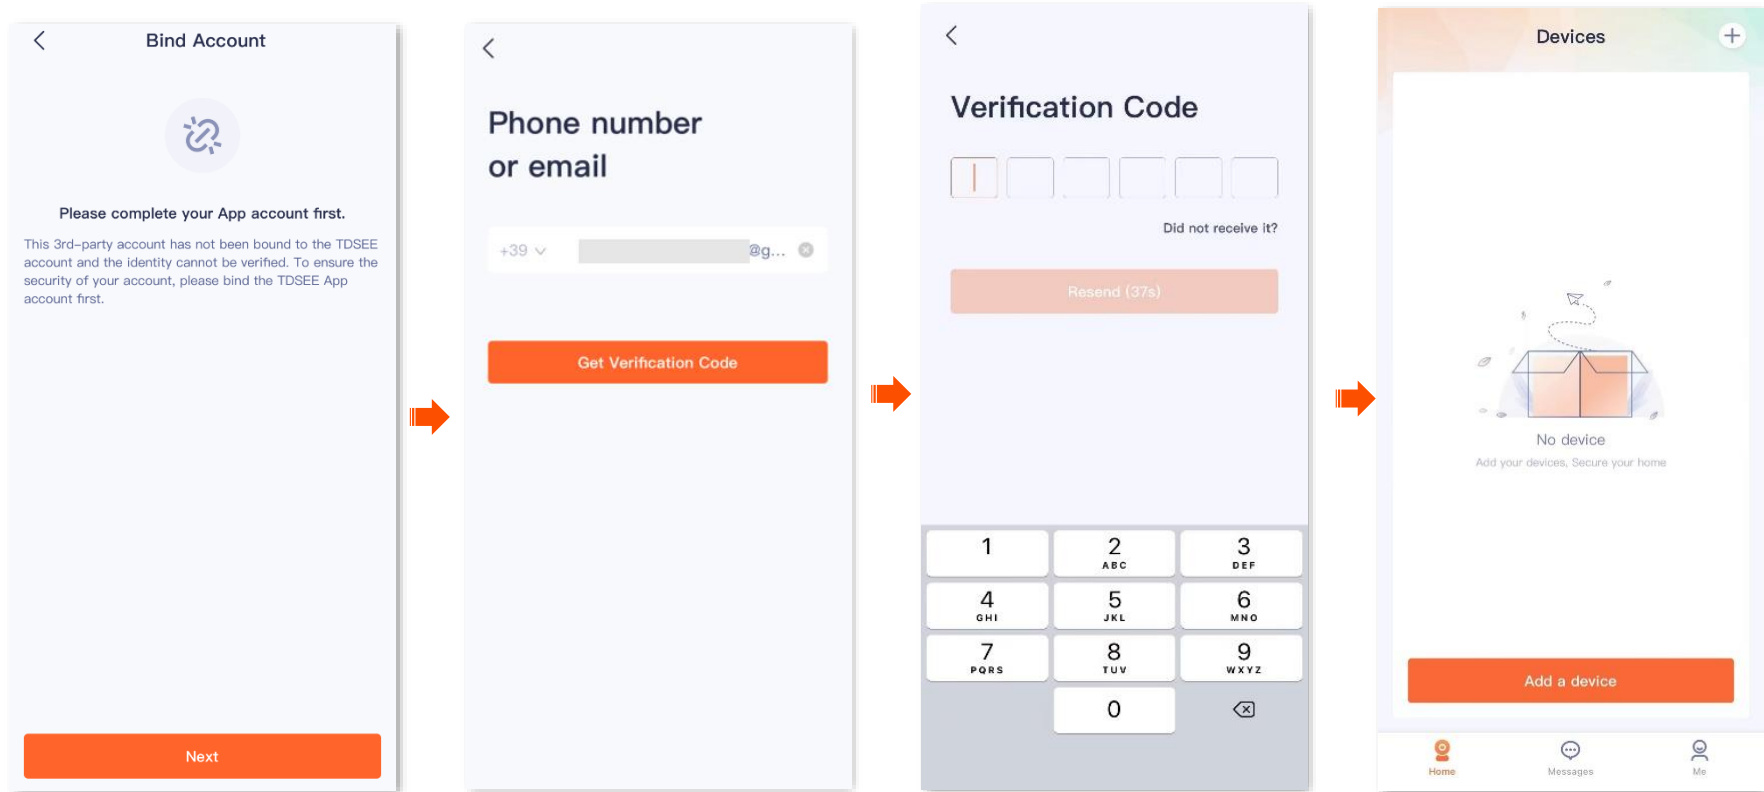 Bind Account
Please complete your App account first.
This 3rd-party account has not been bound to the TDSEE
account and the identity cannot be verified. To ensure the
security of your account, please bind the TDSEE App
account first.
Next
Phone number
or email
+39
@g...
Get Verification Code
Verification Code
Did not receive it?
Resend (37s)
1
2
3
ABC
DEF
4
5
6
GHI
JKL
MNO
7
8
9
PQRS
TUV
WXYZ
0
Devices
No device
Add your devices, Secure your home
Add a device
Home
Messages
Me